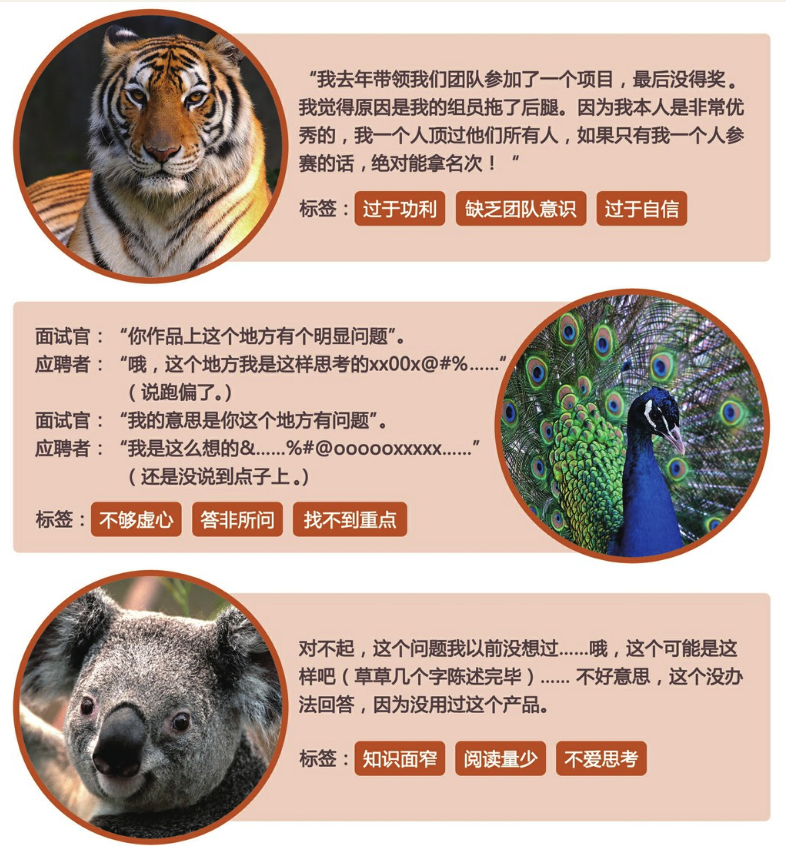 “我去年带领我们团队参加了一个项目，最后没得奖。
我觉得原因是我的组员拖了后腿。因为我本人是非常优
秀的，我一个人顶过他们所有人，如果只有我一个人参
赛的话，绝对能拿名次！“
标签：过于功利 缺乏团队意识 过于自信
面试官：“你作品上这个地方有个明显问题”。
应聘者：“哦，这个地方我是这样思考的xx00x@#%……“
（说跑偏了。）
面试官：“我的意思是你这个地方有问题”。
应聘者：“我是这么想的&……%#@oooooxxxxx……”
（还是没说到点子上。）
标签：不够虚心 答非所问 找不到重点
对不起，这个问题我以前没想过……哦，这个可能是这
样吧（草草几个字陈述完毕）…… 不好意思，这个没办
法回答，因为没用过这个产品。
标签：知识面窄 阅读量少 不爱思考